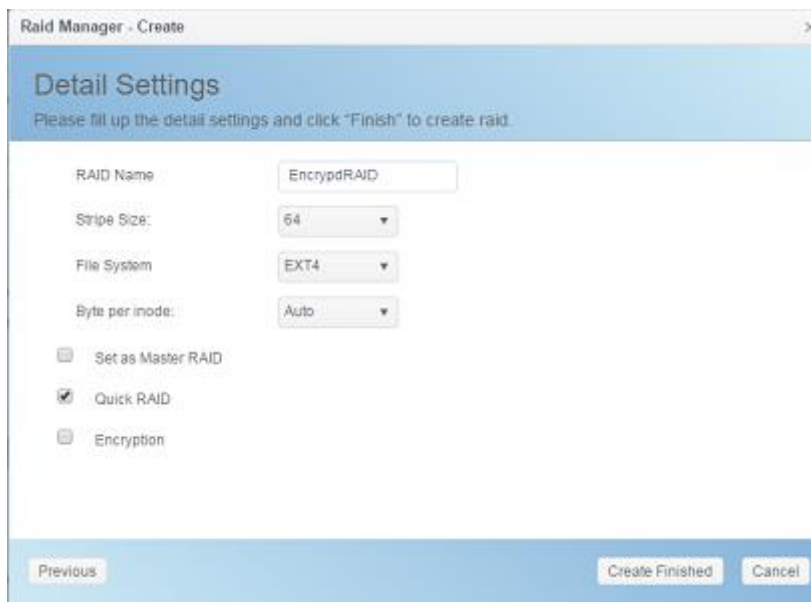 Raid Manager - Create
Detail Settings
Please fill up the detail settings and click "Finish" to create raid.
RAID Name EncrypdRAID
Stripe Size: 64
File System EXT4
Byte per inode: Auto
Set as Master RAID
Quick RAID
Encryption
Previous Create Finished Cancel